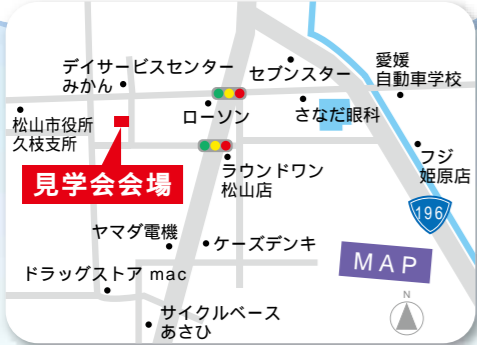 デイサービスセンター
みかん
セブンスター
愛媛
自動車学校
ローソン
さなだ眼科
松山市役所
久枝支所
見学会会場
ラウンドワン
松山店
フジ
姫原店
196
ヤマダ電機
ケーズデンキ
MAP
ドラッグストア mac
サイクルベース
あさひ
N